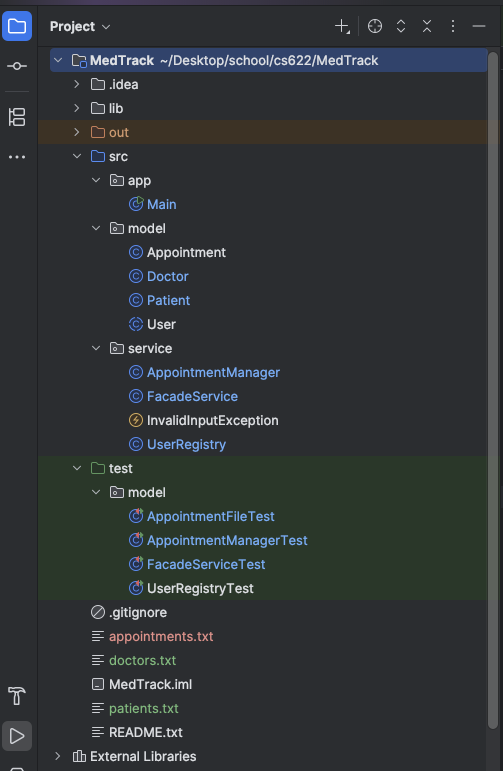 Project
MedTrack ~/Desktop/school/cs622/MedTrack
.idea
lib
out
src
app
Main
model
Appointment
Doctor
Patient
User
service
AppointmentManager
FacadeService
InvalidInputException
UserRegistry
test
model
AppointmentFileTest
AppointmentManagerTest
FacadeServiceTest
UserRegistryTest
.gitignore
appointments.txt
doctors.txt
MedTrack.iml
patients.txt
README.txt
External Libraries